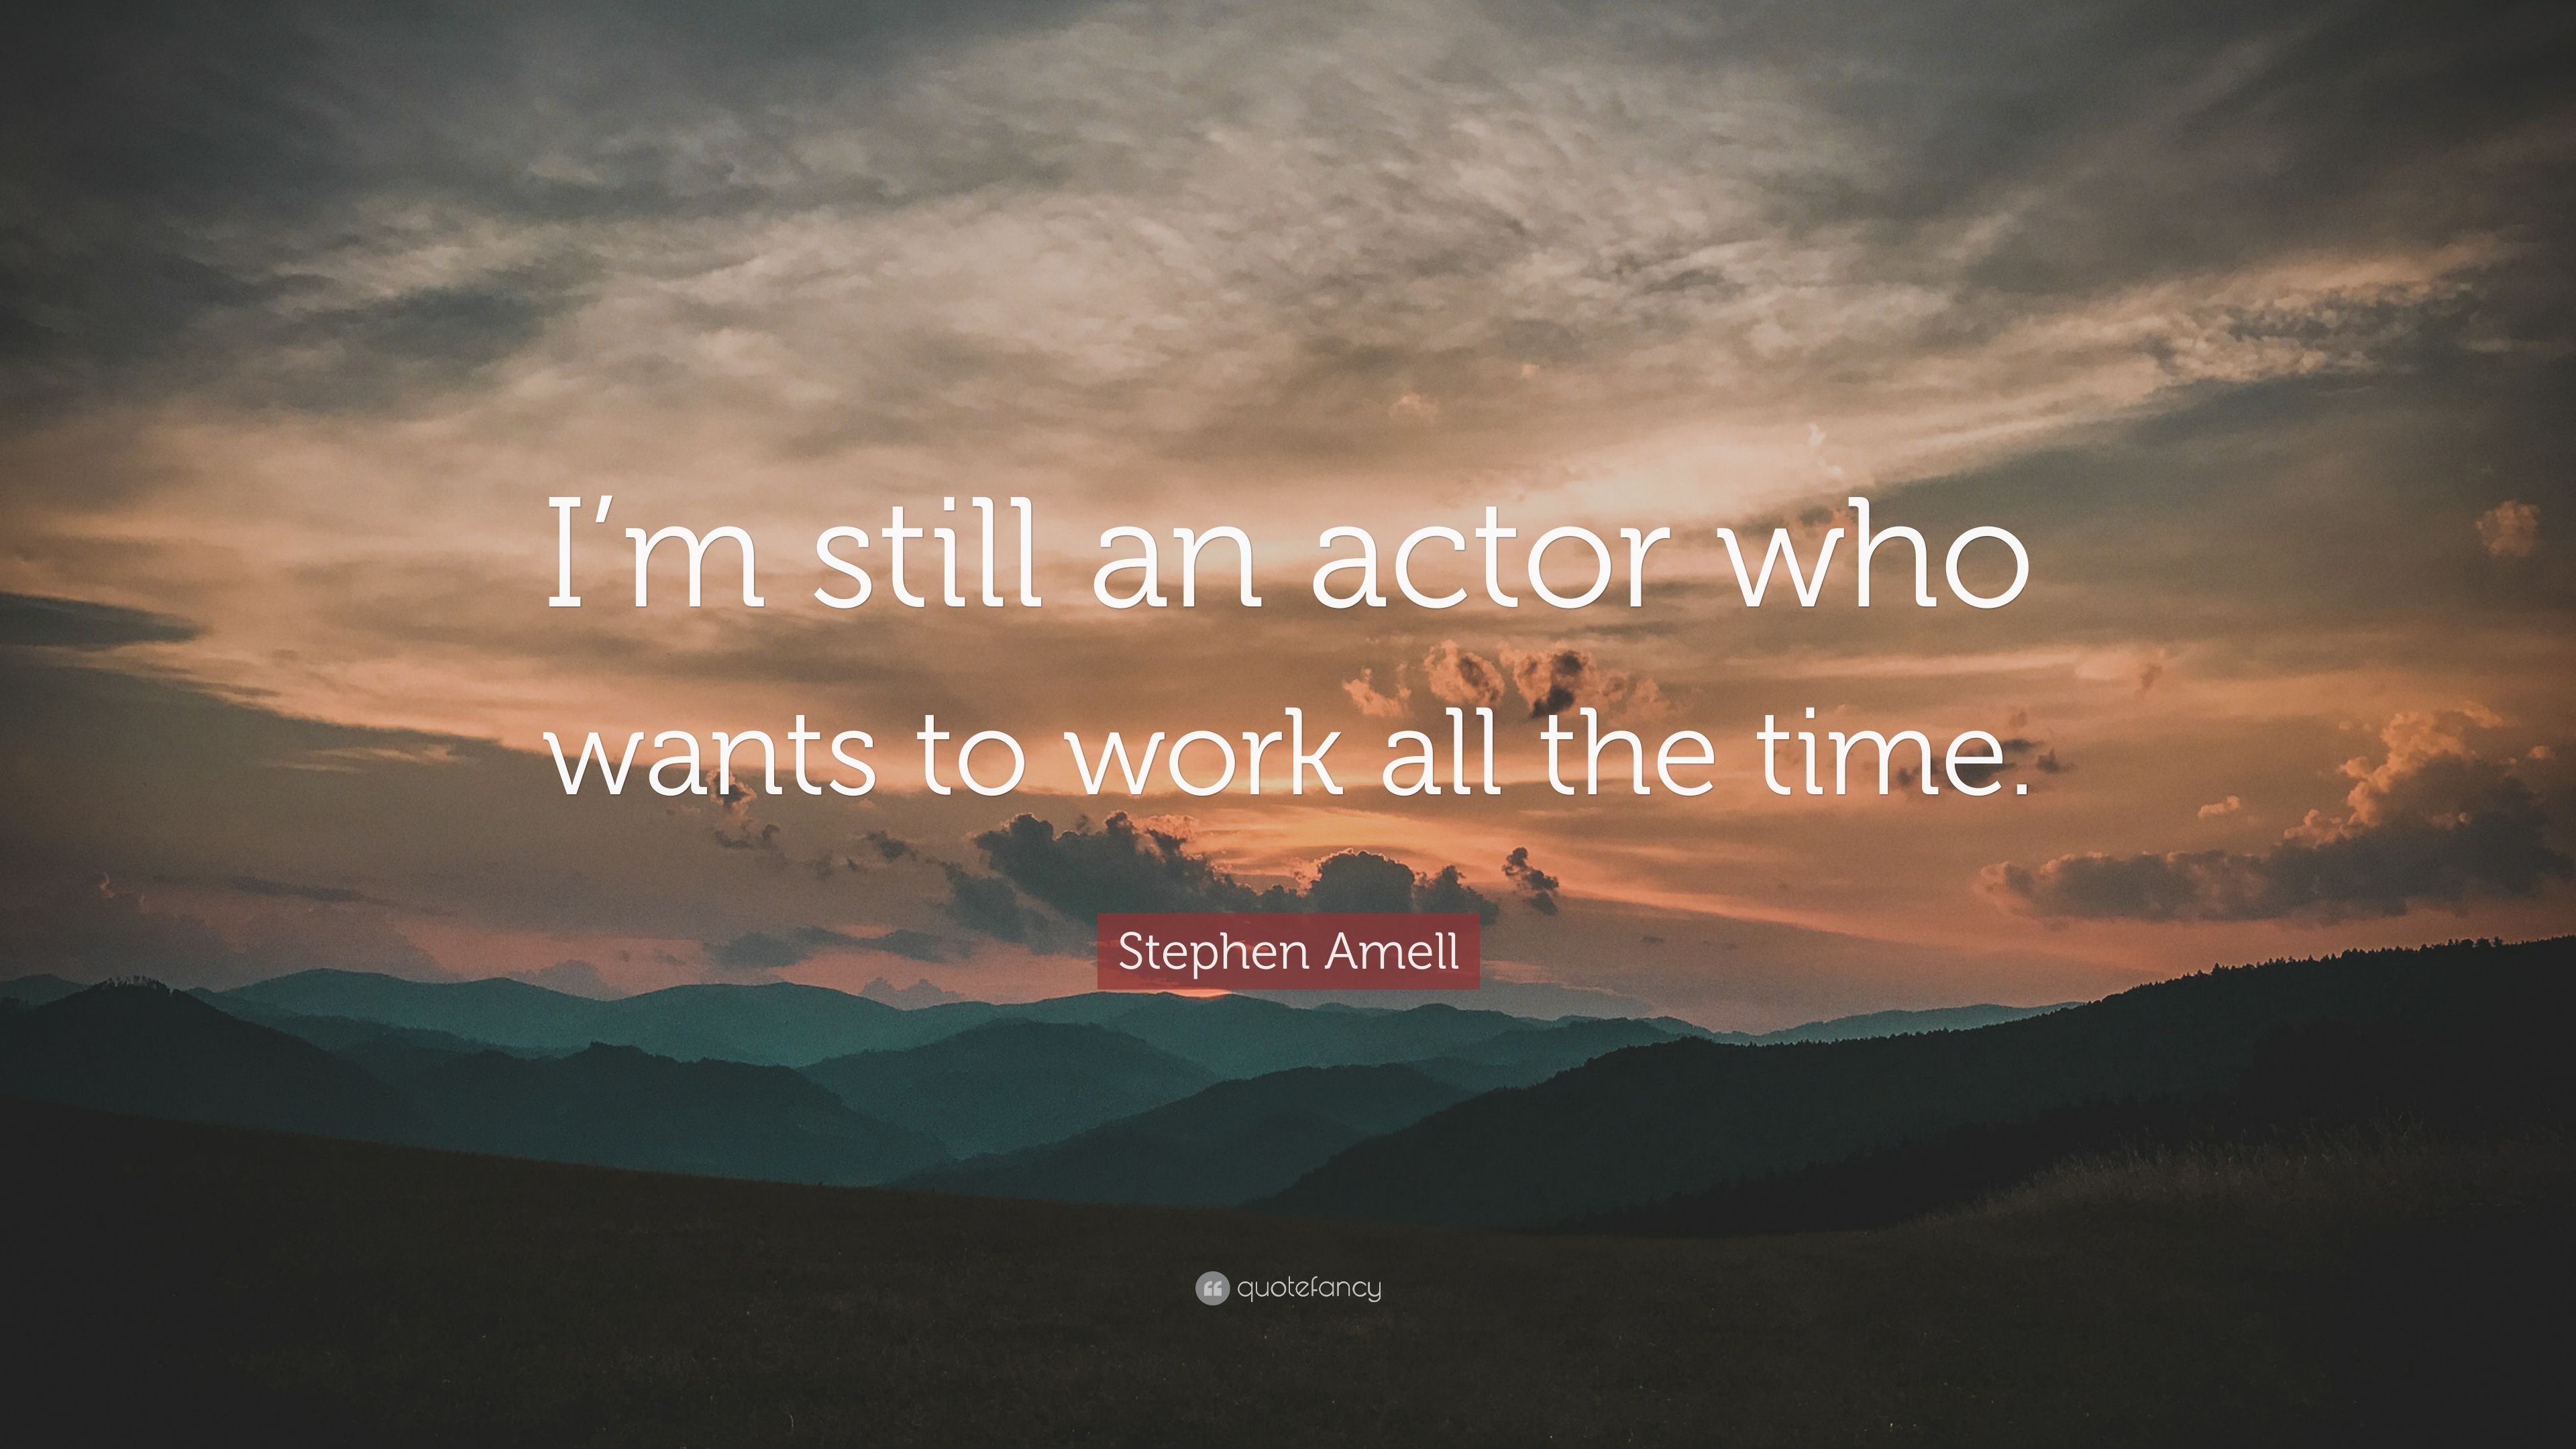 I’m still an actor who
wants to work all the time.
Stephen Amell
quotefancy